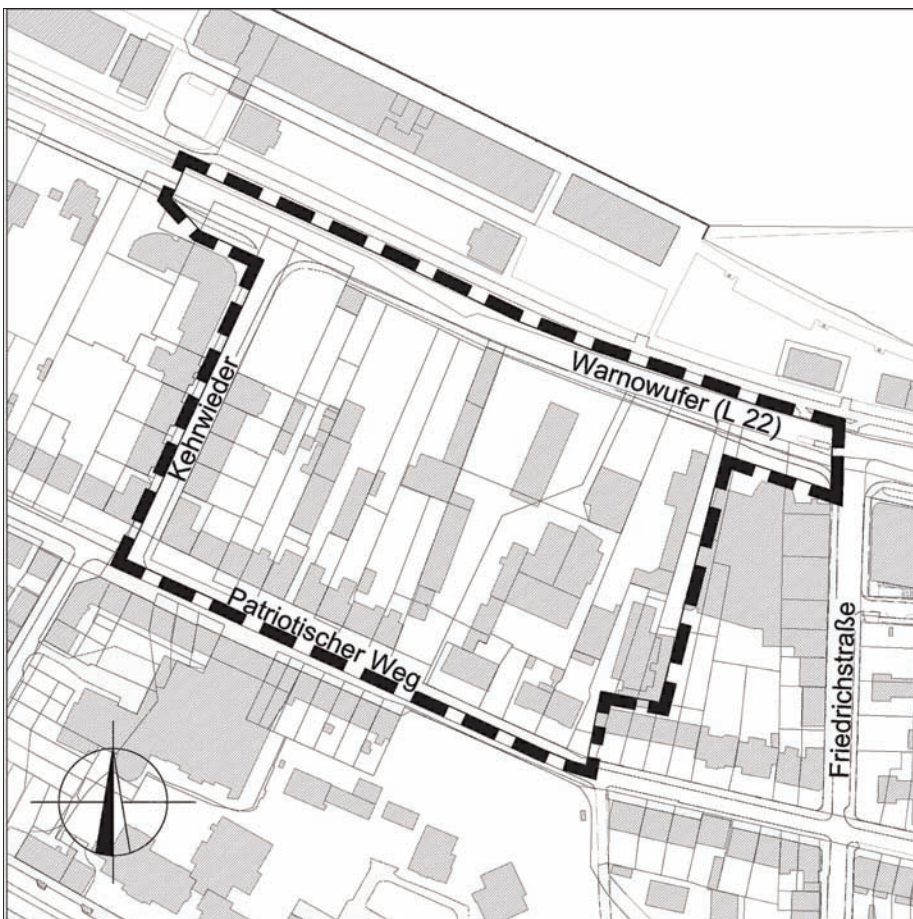 Warnowufer (L 22)
Kehrwieder
Patriotischer Weg
Friedrichstraße